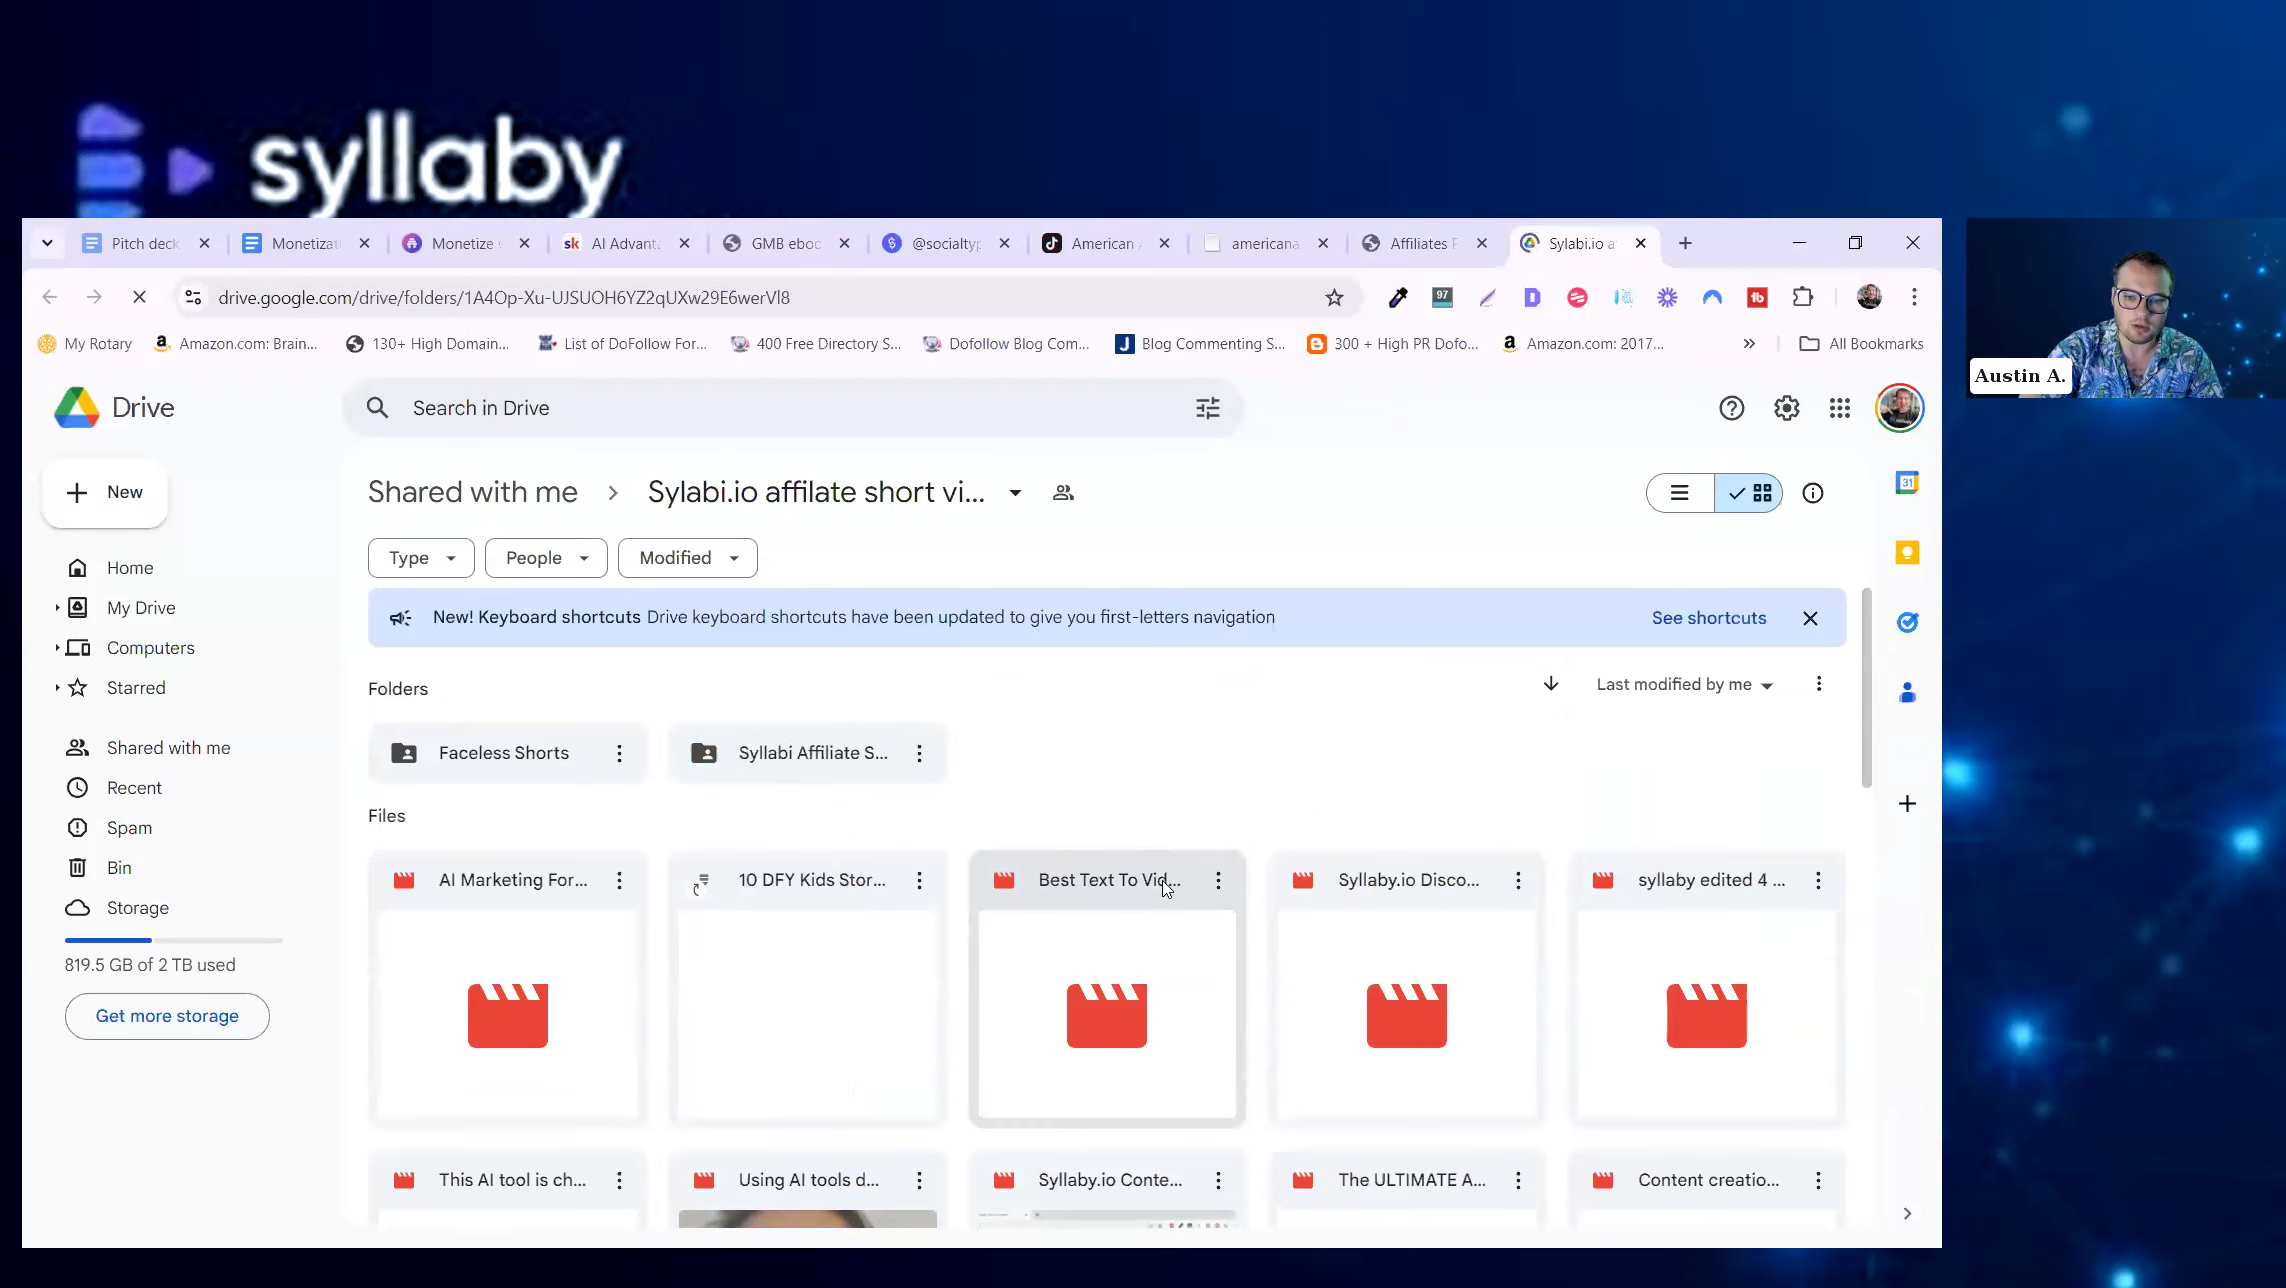 syllaby
Pitch deck
Monetizat
Monetize
sk AI Advant
GMB eboo
@socialtyp
American
americana
Affiliates P
Sylabi.io a
drive.google.com/drive/folders/1A4Op-Xu-UJSUOH6YZ2qUXw29E6werVl8
97
My Rotary
Amazon.com: Brain...
130+ High Domain...
List of DoFollow For...
400 Free Directory S...
Dofollow Blog Com...
Blog Commenting S...
300 + High PR Dofo...
Amazon.com: 2017...
All Bookmarks
Austin A.
Drive
Search in Drive
New
Shared with me
Sylabi.io affilate short vi...
31
Type
People
Modified
New! Keyboard shortcuts Drive keyboard shortcuts have been updated to give you first-letters navigation
See shortcuts
Home
My Drive
Computers
Starred
Shared with me
Recent
Spam
Bin
Storage
819.5 GB of 2 TB used
Get more storage
Folders
Last modified by me
Faceless Shorts
Syllabi Affiliate S...
Files
AI Marketing For...
10 DFY Kids Stor...
Best Text To Vid...
Syllaby.io Disco...
syllaby edited 4 ...
This AI tool is ch...
Using AI tools d...
Syllaby.io Conte...
The ULTIMATE A...
Content creatio...